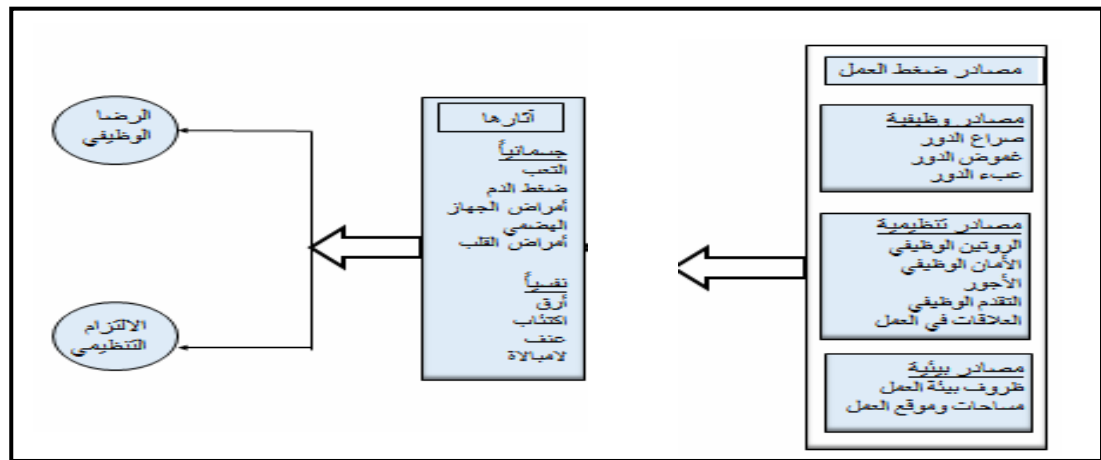 مصادر ضغط العمل
مصادر وظيفية
صراع الدور
غموض الدور
عبء الدور
مصادر تنظيمية
الروتين الوظيفي
الأمان الوظيفي
الأجور
التقدم الوظيفي
العلاقات في العمل
مصادر بيئية
ظروف بيئة العمل
مساحات وموقع العمل
آثارها
جسمانياً
التعب
ضغط الدم
أمراض الجهاز
الهضمي
أمراض القلب
نفسياً
أرق
اكتئاب
عنف
لامبالاة
الرضا
الوظيفي
الالتزام
التنظيمي